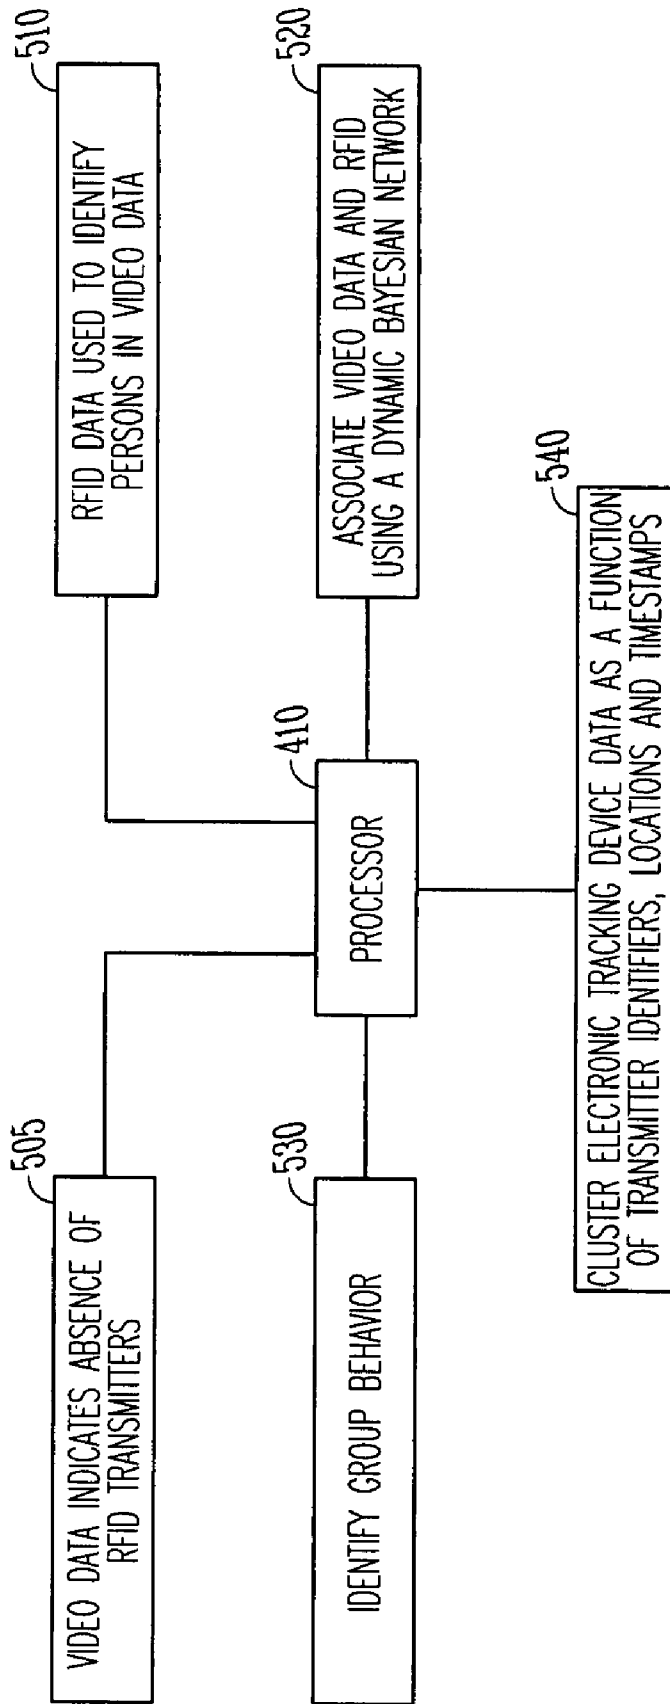 505
VIDEO DATA INDICATES ABSENCE OF
RFID TRANSMITTERS
510
RFID DATA USED TO IDENTIFY
PERSONS IN VIDEO DATA
410
PROCESSOR
530
IDENTIFY GROUP BEHAVIOR
520
ASSOCIATE VIDEO DATA AND RFID
USING A DYNAMIC BAYESIAN NETWORK
540
CLUSTER ELECTRONIC TRACKING DEVICE DATA AS A FUNCTION
OF TRANSMITTER IDENTIFIERS, LOCATIONS AND TIMESTAMPS